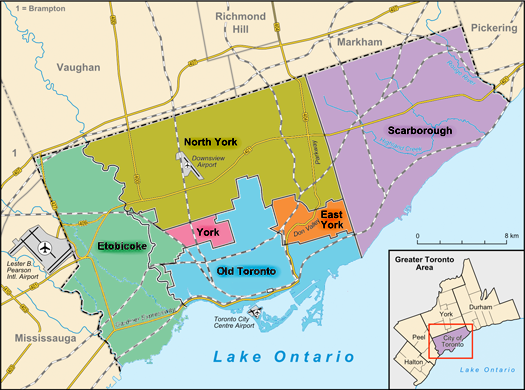 1 = Brampton
Richmond
Hill
Pickering
Markham
Vaughan
Scarborough
North York
Downsview
Airport
Parkway
1
East
York
Don Valley
York
Etobicoke
Old Toronto
Lester B.
Pearson
Intl. Airport
0
8 km
Toronto City
Centre Airport
Mississauga
Lake Ontario
Greater Toronto
Area
York
Durham
Peel
City of
Toronto
Halton
Lake Ontario